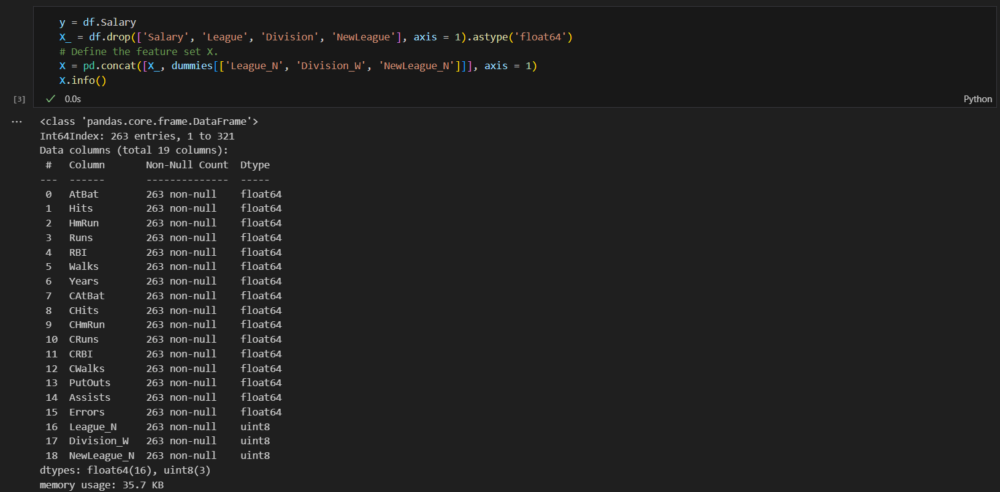 y = df.Salary
X_ = df.drop(['Salary', 'League', 'Division', 'NewLeague'], axis = 1).astype('float64')
# Define the feature set X.
X = pd.concat([X_, dummies[['League_N', 'Division_W', 'NewLeague_N']]], axis = 1)
X.info()
[3] ✓ 0.0s Python
... <class 'pandas.core.frame.DataFrame'>
Int64Index: 263 entries, 1 to 321
Data columns (total 19 columns):
 #   Column       Non-Null Count  Dtype
---  ------       --------------  -----
 0   AtBat        263 non-null    float64
 1   Hits         263 non-null    float64
 2   HmRun        263 non-null    float64
 3   Runs         263 non-null    float64
 4   RBI          263 non-null    float64
 5   Walks        263 non-null    float64
 6   Years        263 non-null    float64
 7   CAtBat       263 non-null    float64
 8   CHits        263 non-null    float64
 9   CHmRun       263 non-null    float64
 10  CRuns        263 non-null    float64
 11  CRBI         263 non-null    float64
 12  CWalks       263 non-null    float64
 13  PutOuts      263 non-null    float64
 14  Assists      263 non-null    float64
 15  Errors       263 non-null    float64
 16  League_N     263 non-null    uint8
 17  Division_W   263 non-null    uint8
 18  NewLeague_N  263 non-null    uint8
dtypes: float64(16), uint8(3)
memory usage: 35.7 KB